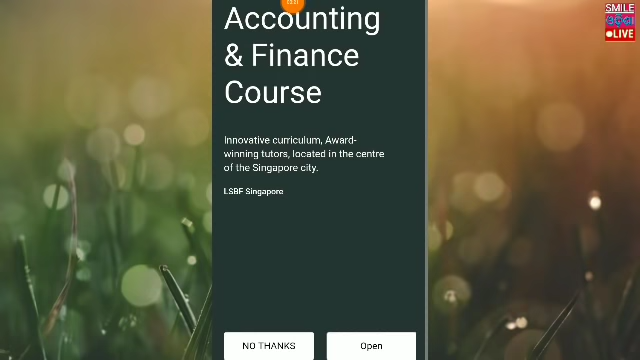 Accounting
& Finance
Course
Innovative curriculum, Award-
winning tutors, located in the centre
of the Singapore city.
LSBF Singapore
NO THANKS
Open
SMILE
LIVE